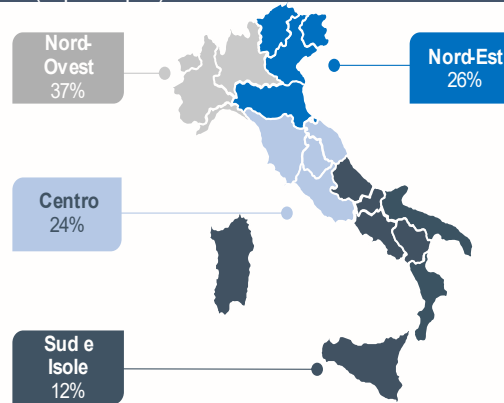 Nord-
Ovest
37%
Nord-Est
26%
Centro
24%
Sud e
Isole
12%